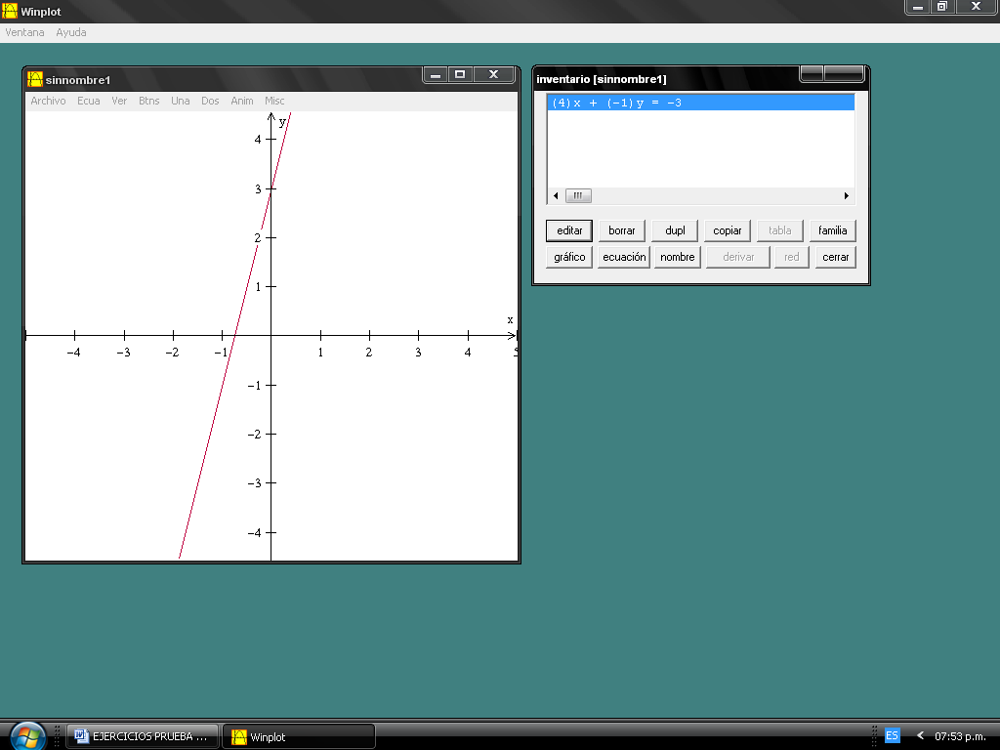 Winplot
Ventana Ayuda
sinnombre1
Archivo Ecua Ver Btns Una Dos Anim Misc
y
4
3
2
1
x
-4 -3 -2 -1 1 2 3 4 5
-1
-2
-3
-4
inventario [sinnombre1]
(4)x + (-1)y = -3
editar borrar dupl copiar tabla familia
gráfico ecuación nombre derivar red cerrar
EJERCICIOS PRUEBA ... Winplot ES 07:53 p.m.